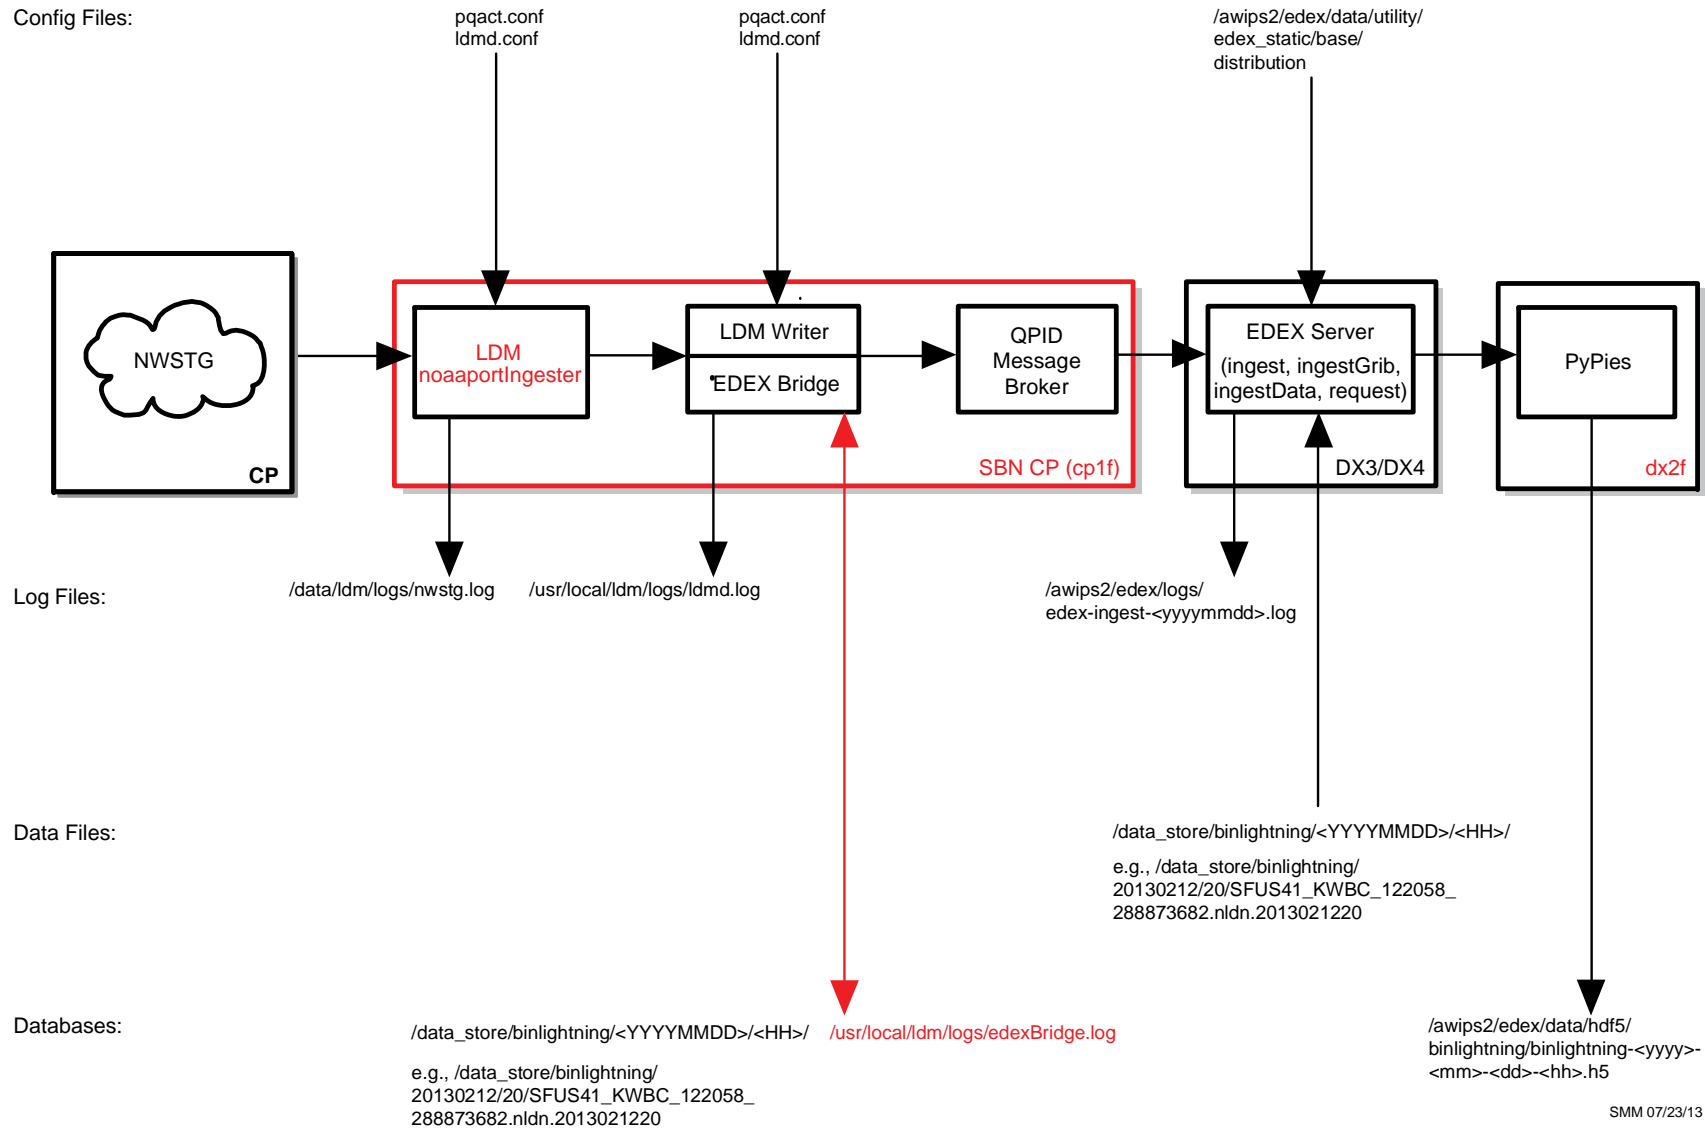 Config Files:
pqact.conf
ldmd.conf
pqact.conf
ldmd.conf
/awips2/edex/data/utility/
edex_static/base/
distribution
NWSTG
CP
LDM
noaaportIngester
LDM Writer
EDEX Bridge
QPID
Message
Broker
SBN CP (cp1f)
EDEX Server
(ingest, ingestGrib,
ingestData, request)
DX3/DX4
PyPies
dx2f
Log Files:
/data/ldm/logs/nwstg.log
/usr/local/ldm/logs/ldmd.log
/awips2/edex/logs/
edex-ingest-<yyyymmdd>.log
Data Files:
/data_store/binlightning/<YYYYMMDD>/<HH>/
e.g., /data_store/binlightning/
20130212/20/SFUS41_KWBC_122058_
288873682.nldn.2013021220
Databases:
/data_store/binlightning/<YYYYMMDD>/<HH>/
e.g., /data_store/binlightning/
20130212/20/SFUS41_KWBC_122058_
288873682.nldn.2013021220
/usr/local/ldm/logs/edexBridge.log
/awips2/edex/data/hdf5/
binlightning/binlightning-<yyyy>-
<mm>-<dd>-<hh>.h5
SMM 07/23/13